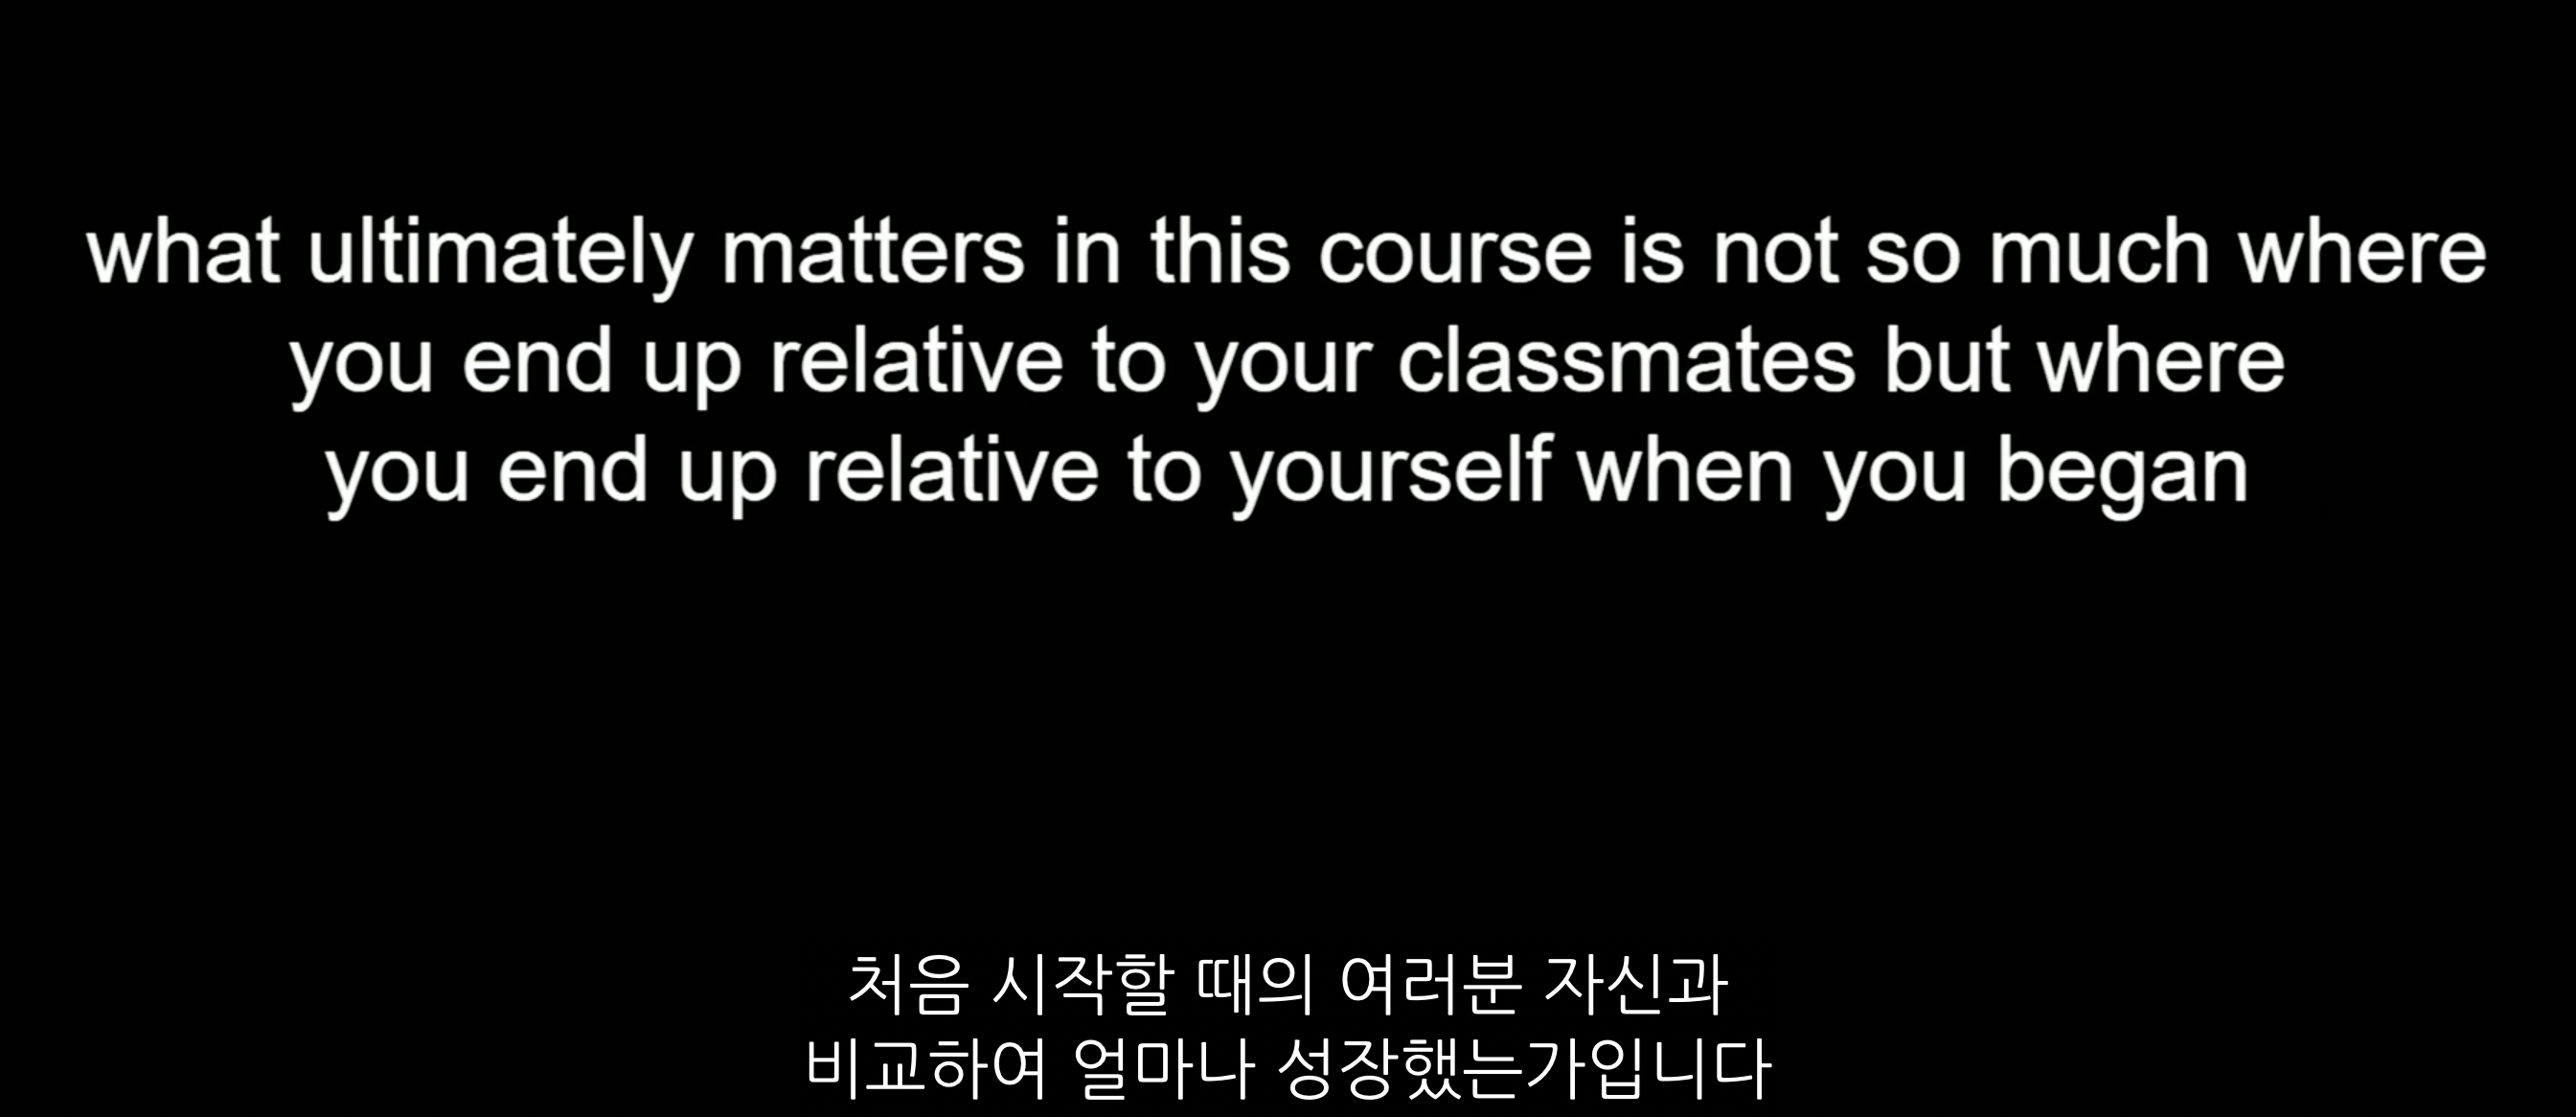 what ultimately matters in this course is not so much where
you end up relative to your classmates but where
you end up relative to yourself when you began
처음 시작할 때의 여러분 자신과
비교하여 얼마나 성장했는가입니다